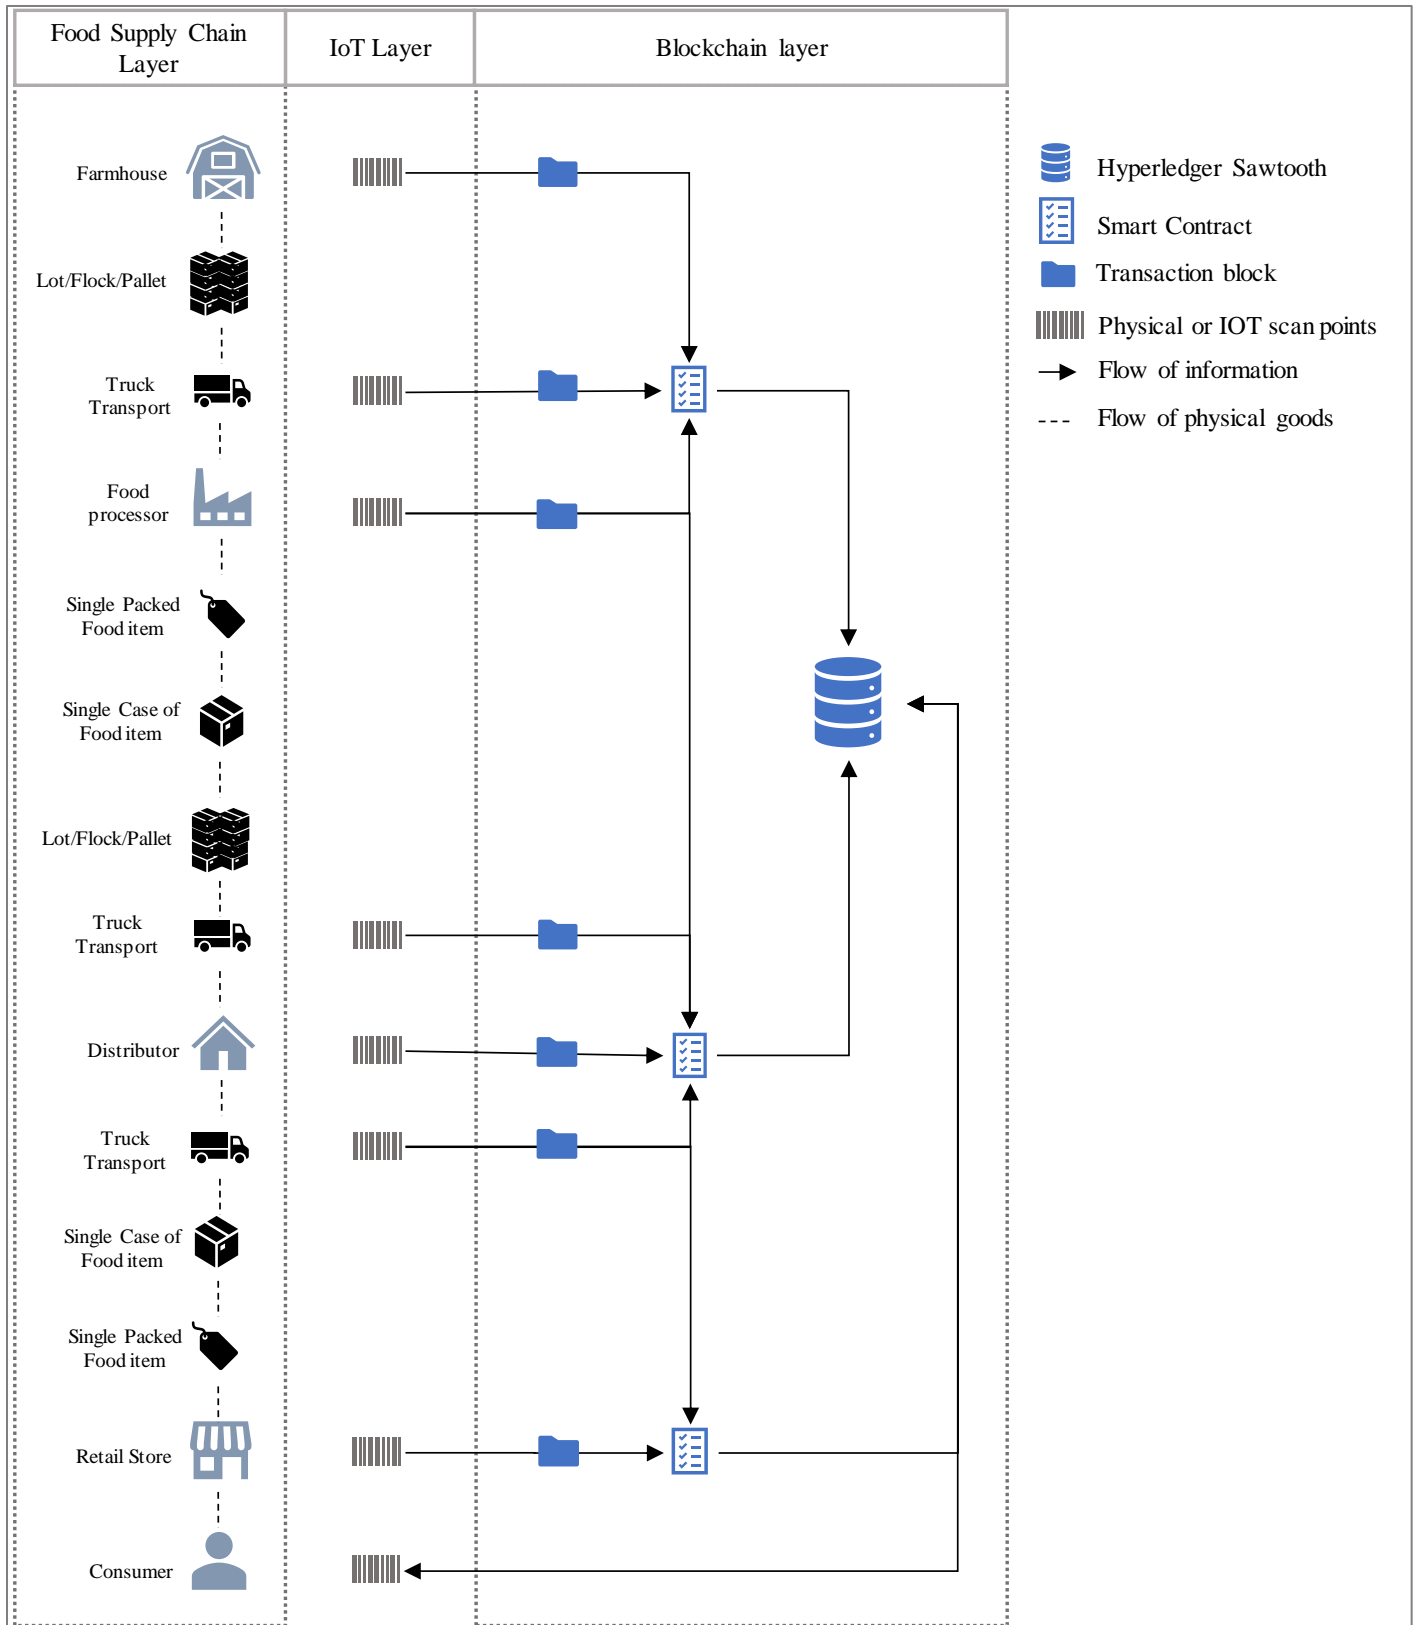 Food Supply Chain
Layer
IoT Layer
Blockchain layer
Farmhouse
Lot/Flock/Pallet
Truck
Transport
Food
processor
Single Packed
Food item
Single Case of
Food item
Lot/Flock/Pallet
Truck
Transport
Distributor
Truck
Transport
Single Case of
Food item
Single Packed
Food item
Retail Store
Consumer
Hyperledger Sawtooth
Smart Contract
Transaction block
Physical or IOT scan points
Flow of information
Flow of physical goods